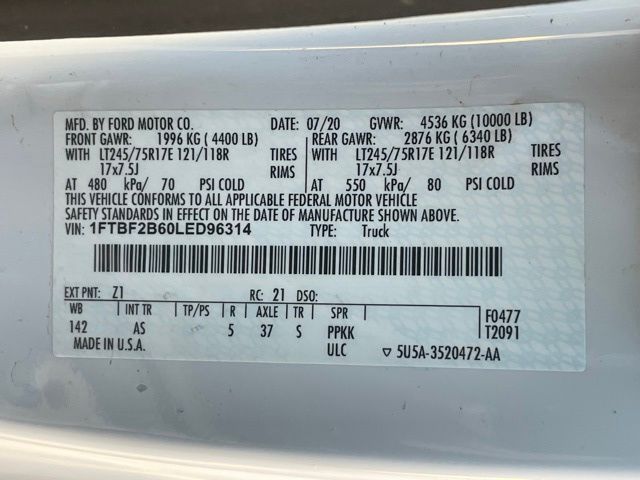 MFD. BY FORD MOTOR CO. DATE: 07/20 GVWR: 4536 KG (10000 LB)
FRONT GAWR: 1996 KG ( 4400 LB) REAR GAWR: 2876 KG ( 6340 LB)
WITH LT245/75R17E 121/118R TIRES WITH LT245/75R17E 121/118R TIRES
17x7.5J RIMS 17x7.5J RIMS
AT 480 kPa/ 70 PSI COLD AT 550 kPa/ 80 PSI COLD
THIS VEHICLE CONFORMS TO ALL APPLICABLE FEDERAL MOTOR VEHICLE
SAFETY STANDARDS IN EFFECT ON THE DATE OF MANUFACTURE SHOWN ABOVE.
VIN: 1FTBF2B60LED96314 TYPE: Truck
EXT PNT: Z1 RC: 21 DSO:
WB INT TR TP/PS R AXLE TR SPR F0477
142 AS 5 37 S PPKK T2091
MADE IN U.S.A. ULC ▽ 5U5A-3520472-AA